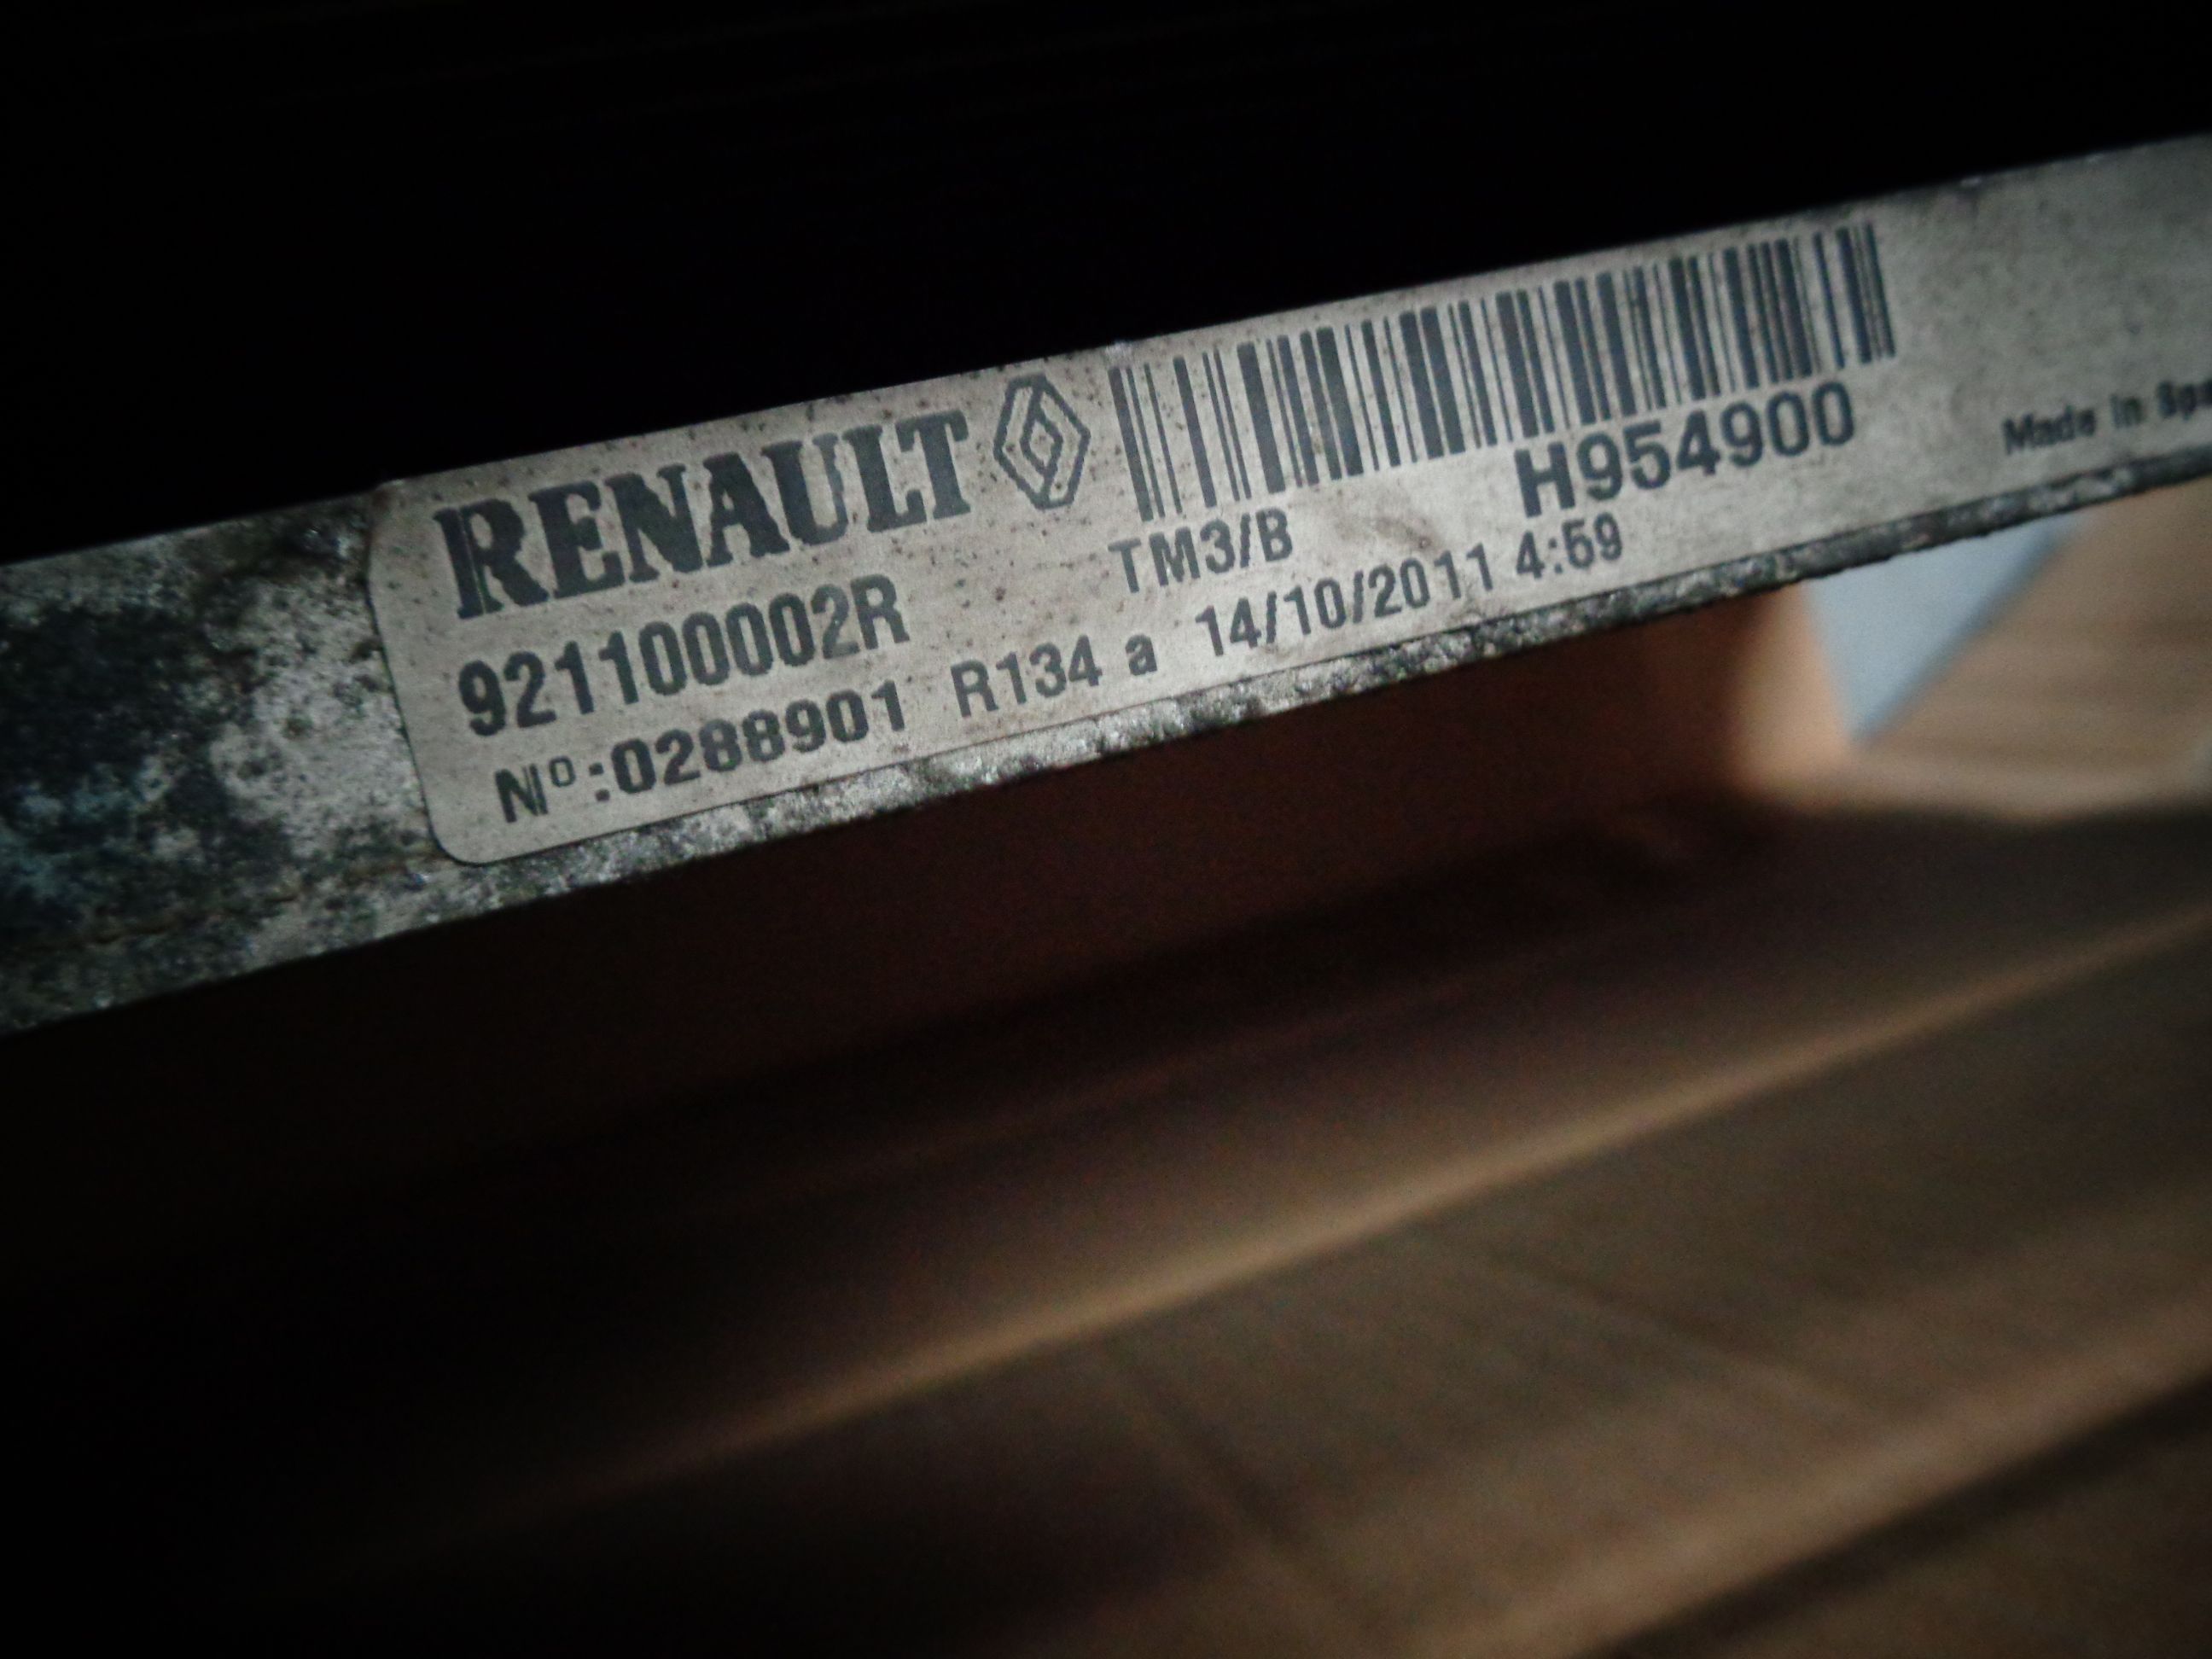 RENAULT
H954900
921100002R
TM3/B
Nº:0288901 R134 a 14/10/2011 4:59
Made in